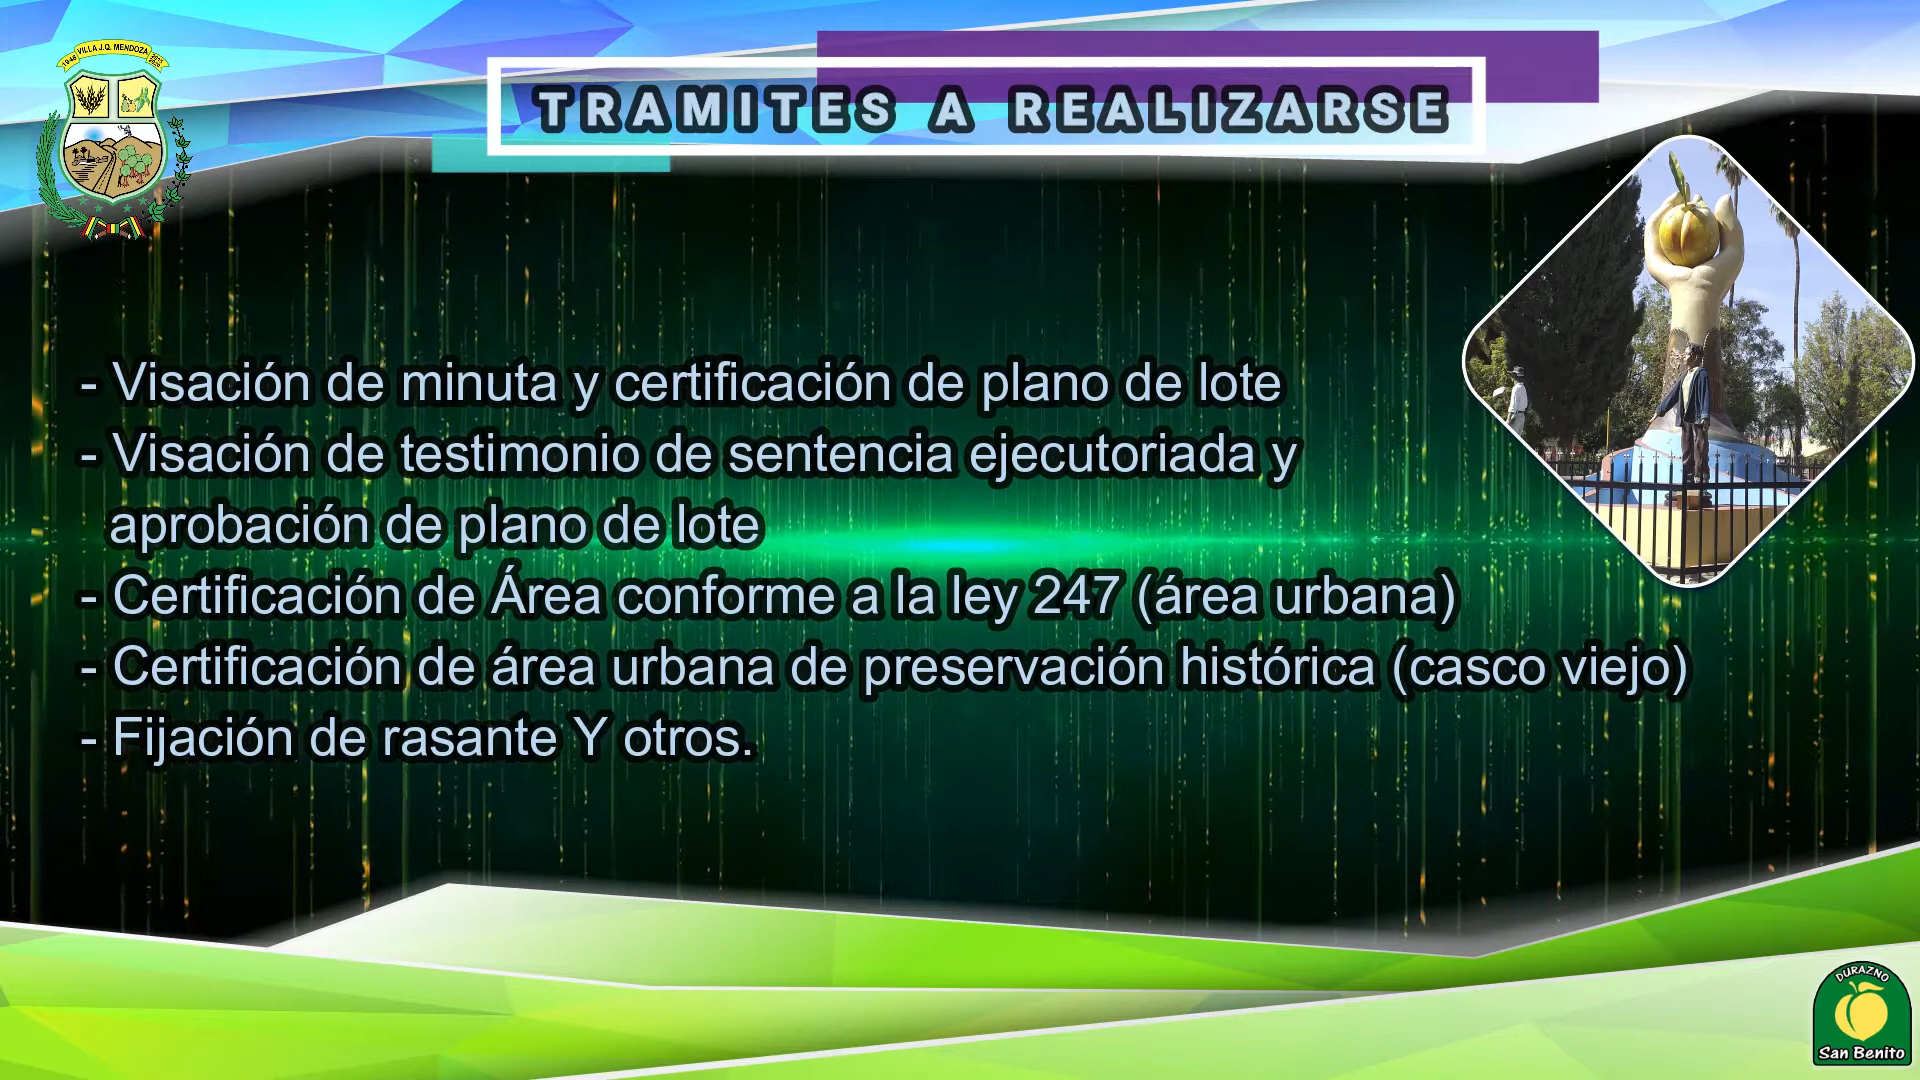 VILLA J.Q. MENDOZA
TRAMITES A REALIZARSE
- Visación de minuta y certificación de plano de lote
- Visación de testimonio de sentencia ejecutoriada y
aprobación de plano de lote
- Certificación de Área conforme a la ley 247 (área urbana)
- Certificación de área urbana de preservación histórica (casco viejo)
- Fijación de rasante Y otros.
DURAZNO
San Benito